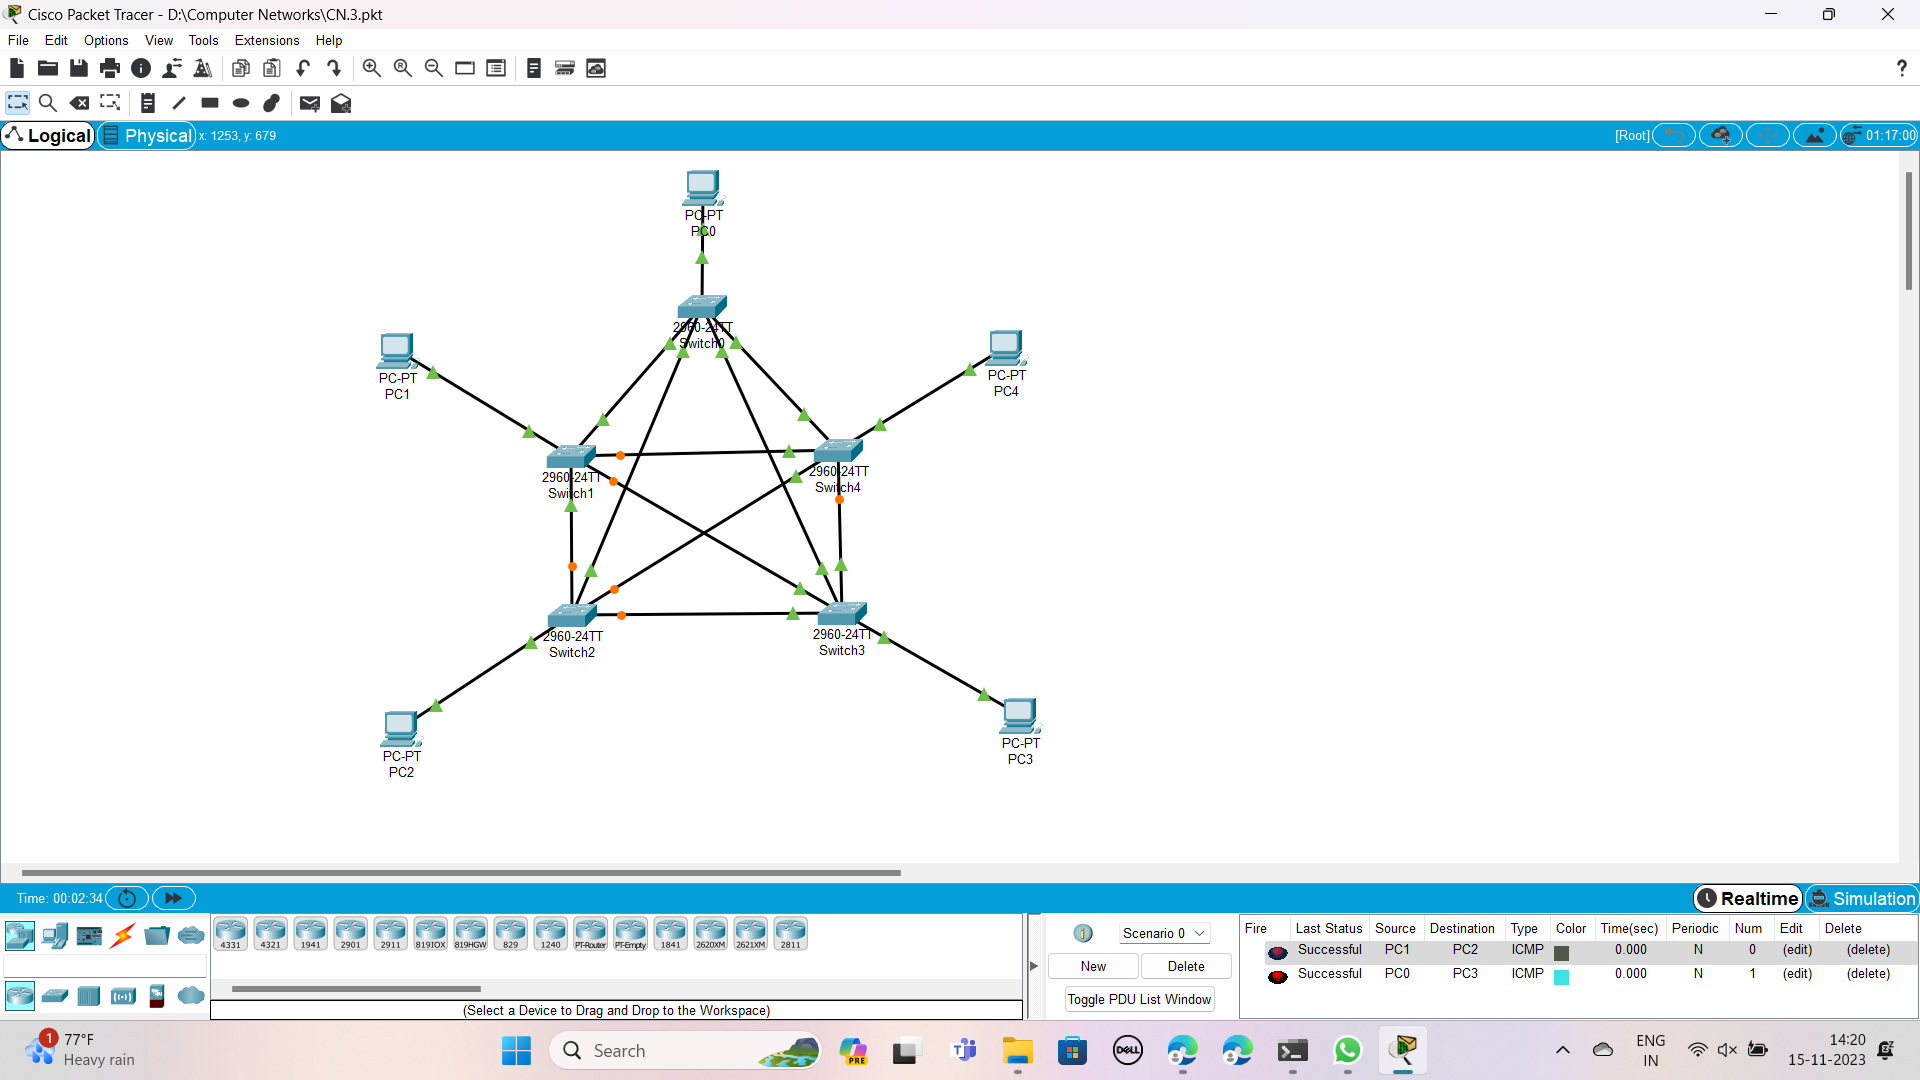 Cisco Packet Tracer - D:\Computer Networks\CN.3.pkt
File Edit Options View Tools Extensions Help
?
Logical Physical x: 1253, y: 679 [Root] 01:17:00
PC-PT
PC0
2960-24TT
Switch0
PC-PT
PC1
PC-PT
PC4
2960-24TT
Switch1
2960-24TT
Switch4
2960-24TT
Switch2
2960-24TT
Switch3
PC-PT
PC2
PC-PT
PC3
Time: 00:02:34 Realtime Simulation
4331 4321 1941 2901 2911 819IOX 819HGW 829 1240 PT-Router PT-Empty 1841 2620XM 2621XM 2811
(Select a Device to Drag and Drop to the Workspace)
Scenario 0
New Delete
Toggle PDU List Window
Fire Last Status Source Destination Type Color Time(sec) Periodic Num Edit Delete
Successful PC1 PC2 ICMP 0.000 N 0 (edit) (delete)
Successful PC0 PC3 ICMP 0.000 N 1 (edit) (delete)
1 77°F
Heavy rain
Search
PRE
DELL
ENG
IN
14:20
15-11-2023